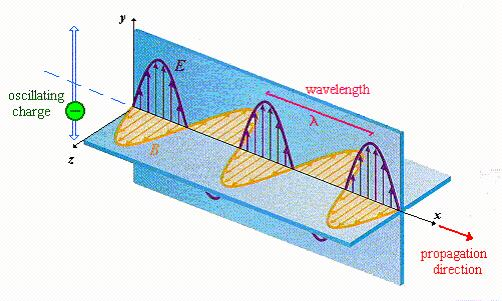 y
E
wavelength
λ
oscillating
charge
−
z
B
x
propagation
direction